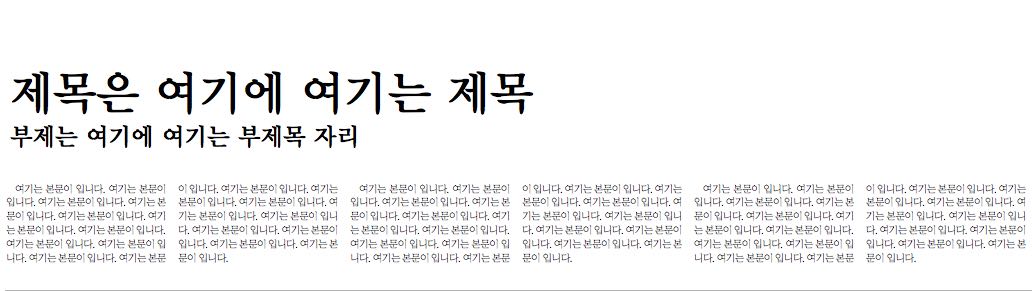 제목은 여기에 여기는 제목
부제는 여기에 여기는 부제목 자리
여기는 본문이 입니다. 여기는 본문이
입니다. 여기는 본문이 입니다. 여기는 본
문이 입니다. 여기는 본문이 입니다. 여기
는 본문이 입니다. 여기는 본문이 입니다.
여기는 본문이 입니다. 여기는 본문이 입
니다. 여기는 본문이 입니다. 여기는 본문
이 입니다. 여기는 본문이 입니다. 여기
는 본문이 입니다. 여기는 본문이 입니다. 여
기는 본문이 입니다. 여기는 본문이 입니
다. 여기는 본문이 입니다. 여기는 본문이
입니다. 여기는 본문이 입니다. 여기는 본
문이 입니다.
여기는 본문이 입니다. 여기는 본문이
입니다. 여기는 본문이 입니다. 여기는 본
문이 입니다. 여기는 본문이 입니다. 여기
는 본문이 입니다. 여기는 본문이 입니다.
여기는 본문이 입니다. 여기는 본문이 입
니다. 여기는 본문이 입니다. 여기는 본문
이 입니다. 여기는 본문이 입니다. 여기
는 본문이 입니다. 여기는 본문이 입니다. 여
기는 본문이 입니다. 여기는 본문이 입니
다. 여기는 본문이 입니다. 여기는 본문이
입니다. 여기는 본문이 입니다. 여기는 본
문이 입니다.
여기는 본문이 입니다. 여기는 본문이
입니다. 여기는 본문이 입니다. 여기는 본
문이 입니다. 여기는 본문이 입니다. 여기
는 본문이 입니다. 여기는 본문이 입니다.
여기는 본문이 입니다. 여기는 본문이 입
니다. 여기는 본문이 입니다. 여기는 본문
이 입니다. 여기는 본문이 입니다. 여기
는 본문이 입니다. 여기는 본문이 입니다. 여
기는 본문이 입니다. 여기는 본문이 입니
다. 여기는 본문이 입니다. 여기는 본문이
입니다. 여기는 본문이 입니다. 여기는 본
문이 입니다.